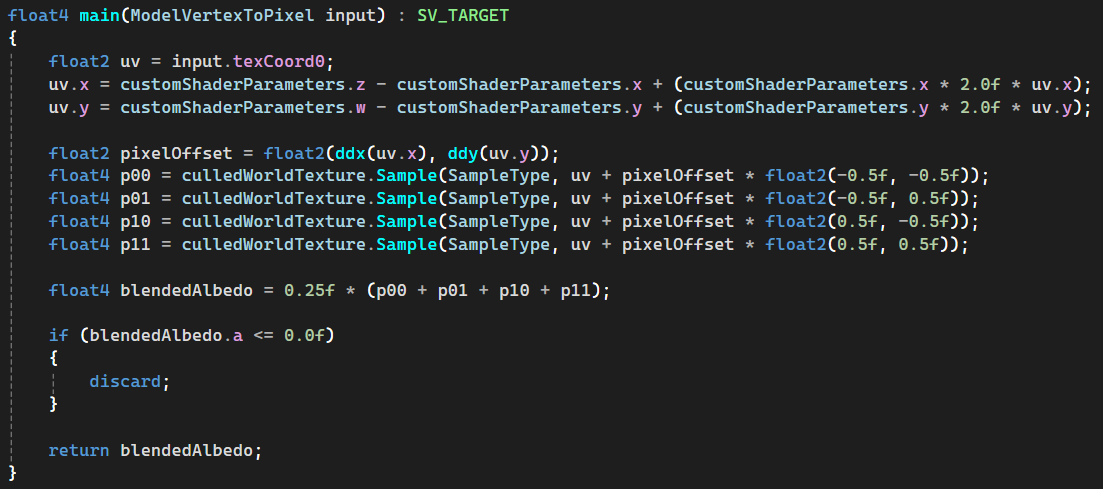 float4 main(ModelVertexToPixel input) : SV_TARGET
{
    float2 uv = input.texCoord0;
    uv.x = customShaderParameters.z - customShaderParameters.x + (customShaderParameters.x * 2.0f * uv.x);
    uv.y = customShaderParameters.w - customShaderParameters.y + (customShaderParameters.y * 2.0f * uv.y);

    float2 pixelOffset = float2(ddx(uv.x), ddy(uv.y));
    float4 p00 = culledWorldTexture.Sample(SampleType, uv + pixelOffset * float2(-0.5f, -0.5f));
    float4 p01 = culledWorldTexture.Sample(SampleType, uv + pixelOffset * float2(-0.5f, 0.5f));
    float4 p10 = culledWorldTexture.Sample(SampleType, uv + pixelOffset * float2(0.5f, -0.5f));
    float4 p11 = culledWorldTexture.Sample(SampleType, uv + pixelOffset * float2(0.5f, 0.5f));

    float4 blendedAlbedo = 0.25f * (p00 + p01 + p10 + p11);

    if (blendedAlbedo.a <= 0.0f)
    {
        discard;
    }

    return blendedAlbedo;
}